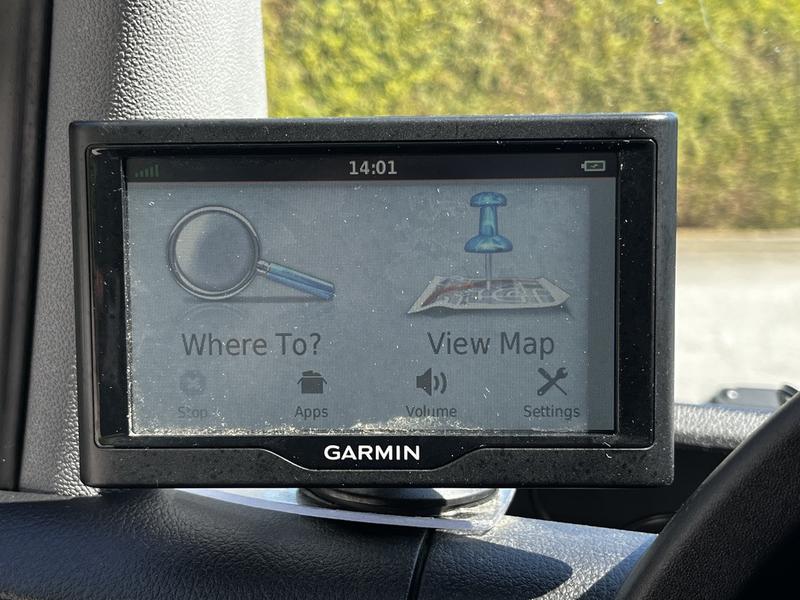 14:01
Where To? View Map
Stop Apps Volume Settings
GARMIN